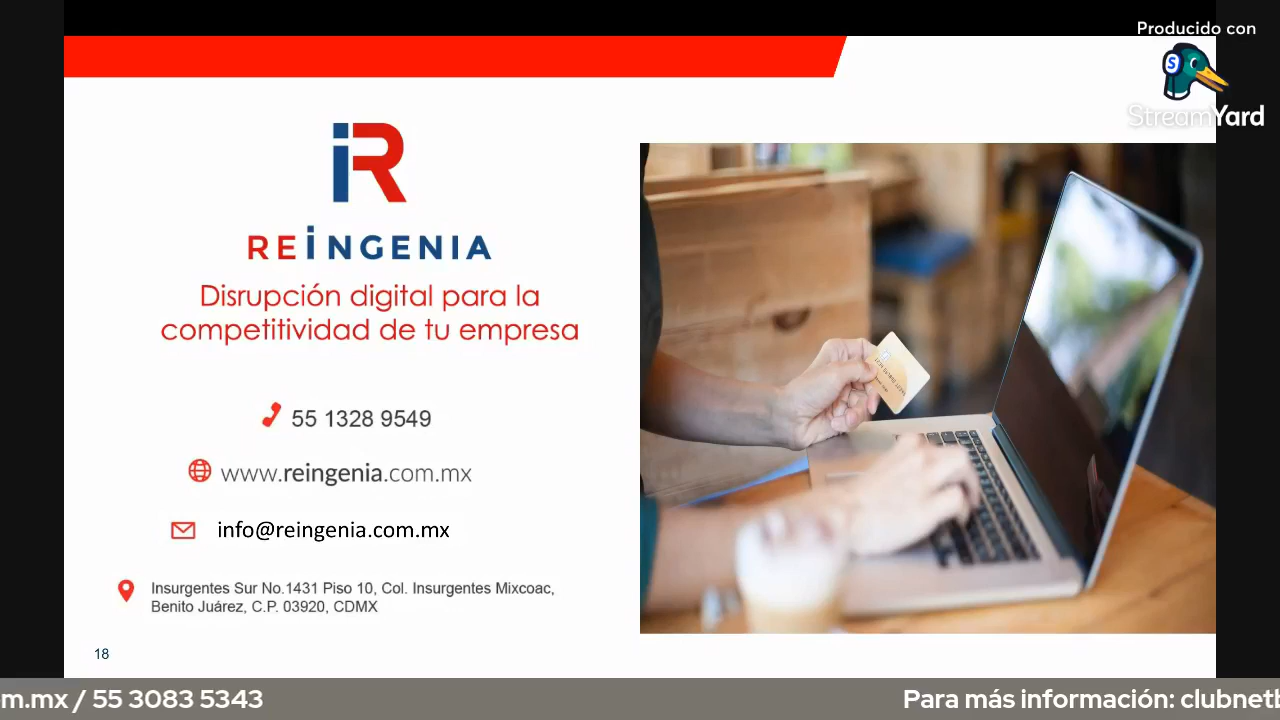 Producido con
StreamYard
iR
REINGENIA
Disrupción digital para la
competitividad de tu empresa
55 1328 9549
www.reingenia.com.mx
info@reingenia.com.mx
Insurgentes Sur No.1431 Piso 10, Col. Insurgentes Mixcoac,
Benito Juárez, C.P. 03920, CDMX
18
om.mx / 55 3083 5343
Para más información: clubnetb